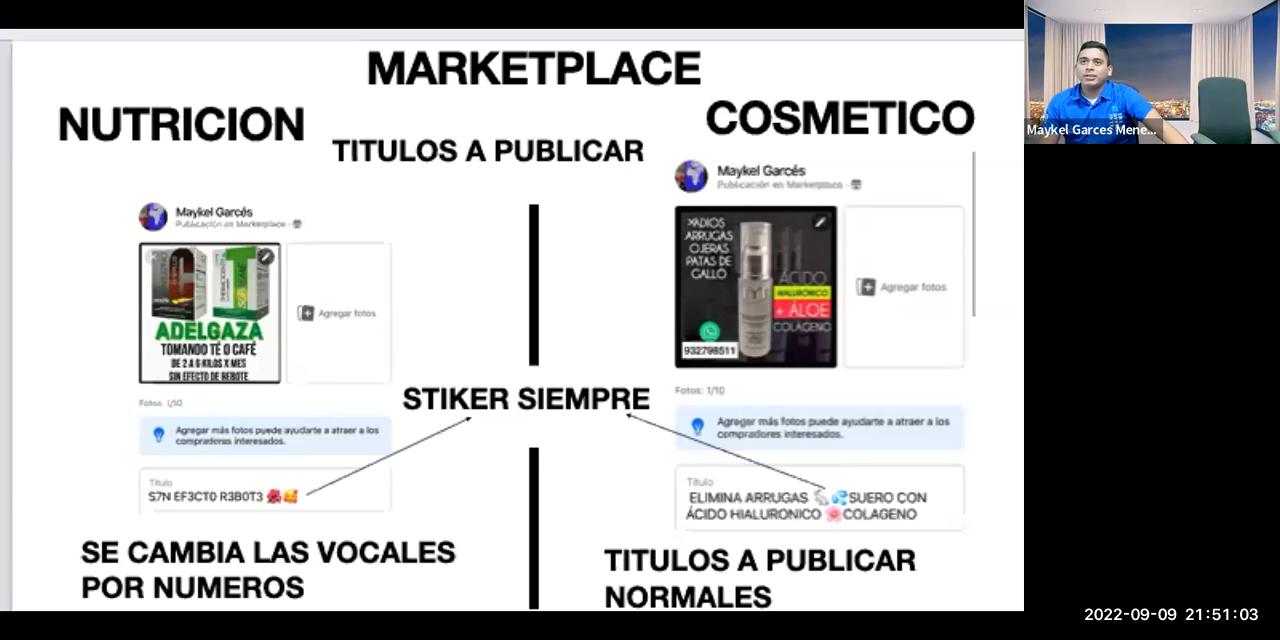 MARKETPLACE
NUTRICION
COSMETICO
TITULOS A PUBLICAR
Maykel Garcés
Publicación en Marketplace
ADELGAZA
TOMANDO TÉ O CAFÉ
DE 2 A 6 KILOS X MES
SIN EFECTO DE REBOTE
Agregar fotos
Fotos: 1/10
Agregar más fotos puede ayudarte a atraer a los
compradores interesados.
Título
S7N EF3CT0 R3B0T3 🌺🥰
Maykel Garcés
Publicación en Marketplace
ADIOS
ARRUGAS
OJERAS
PATAS DE
GALLO
ÁCIDO
HIALURONICO
+ ALOE
COLÁGENO
932798511
Agregar fotos
Fotos: 1/10
Agregar más fotos puede ayudarte a atraer a los
compradores interesados.
Título
ELIMINA ARRUGAS 🐇💦SUERO CON
ÁCIDO HIALURONICO 🌸COLAGENO
STIKER SIEMPRE
SE CAMBIA LAS VOCALES
POR NUMEROS
TITULOS A PUBLICAR
NORMALES
Maykel Garces Mene...
2022-09-09 21:51:03